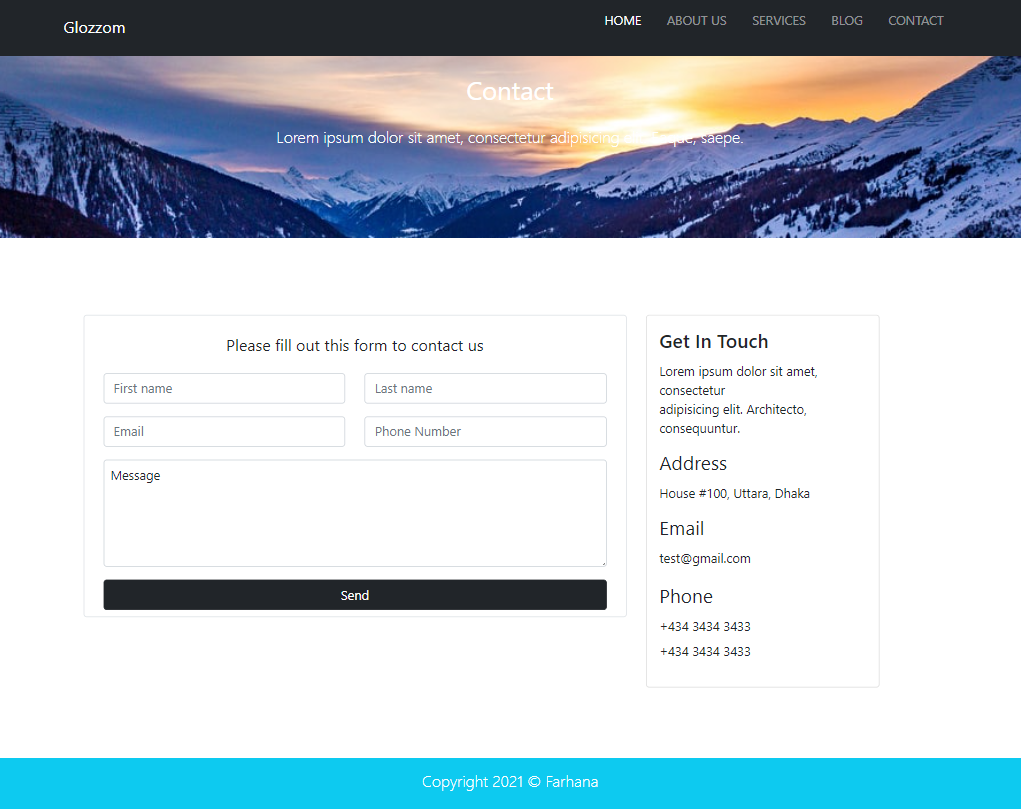 Glozzom
HOME ABOUT US SERVICES BLOG CONTACT
Contact
Lorem ipsum dolor sit amet, consectetur adipisicing saepe.
Please fill out this form to contact us
First name
Last name
Email
Phone Number
Message
Send
Get In Touch
Lorem ipsum dolor sit amet,
consectetur
adipisicing elit. Architecto,
consequuntur.
Address
House #100, Uttara, Dhaka
Email
test@gmail.com
Phone
+434 3434 3433
+434 3434 3433
Copyright 2021 © Farhana